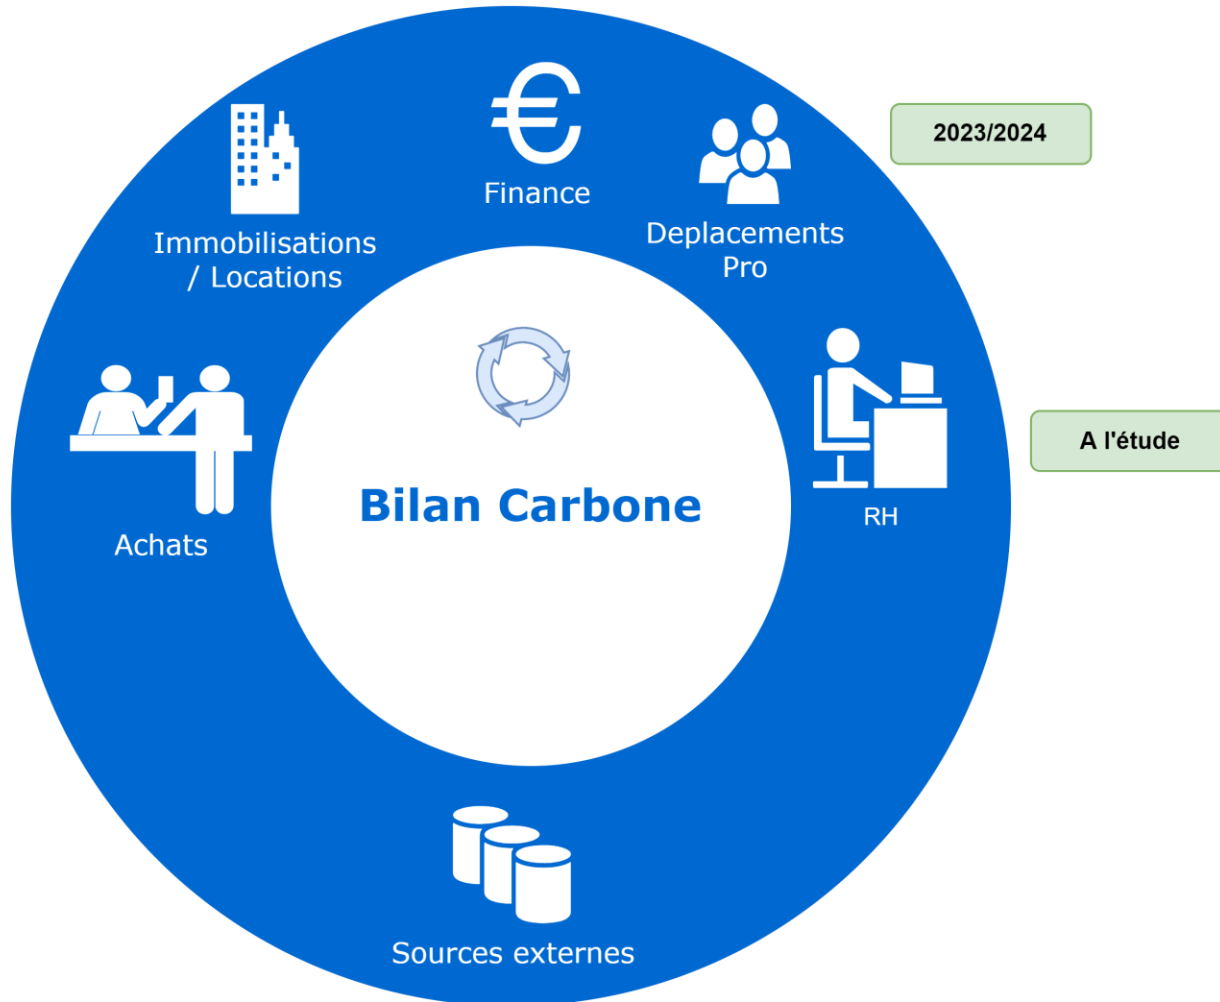 2023/2024
€
Finance
Deplacements
Pro
Immobilisations
/ Locations
A l'étude
Bilan Carbone
RH
Achats
Sources externes